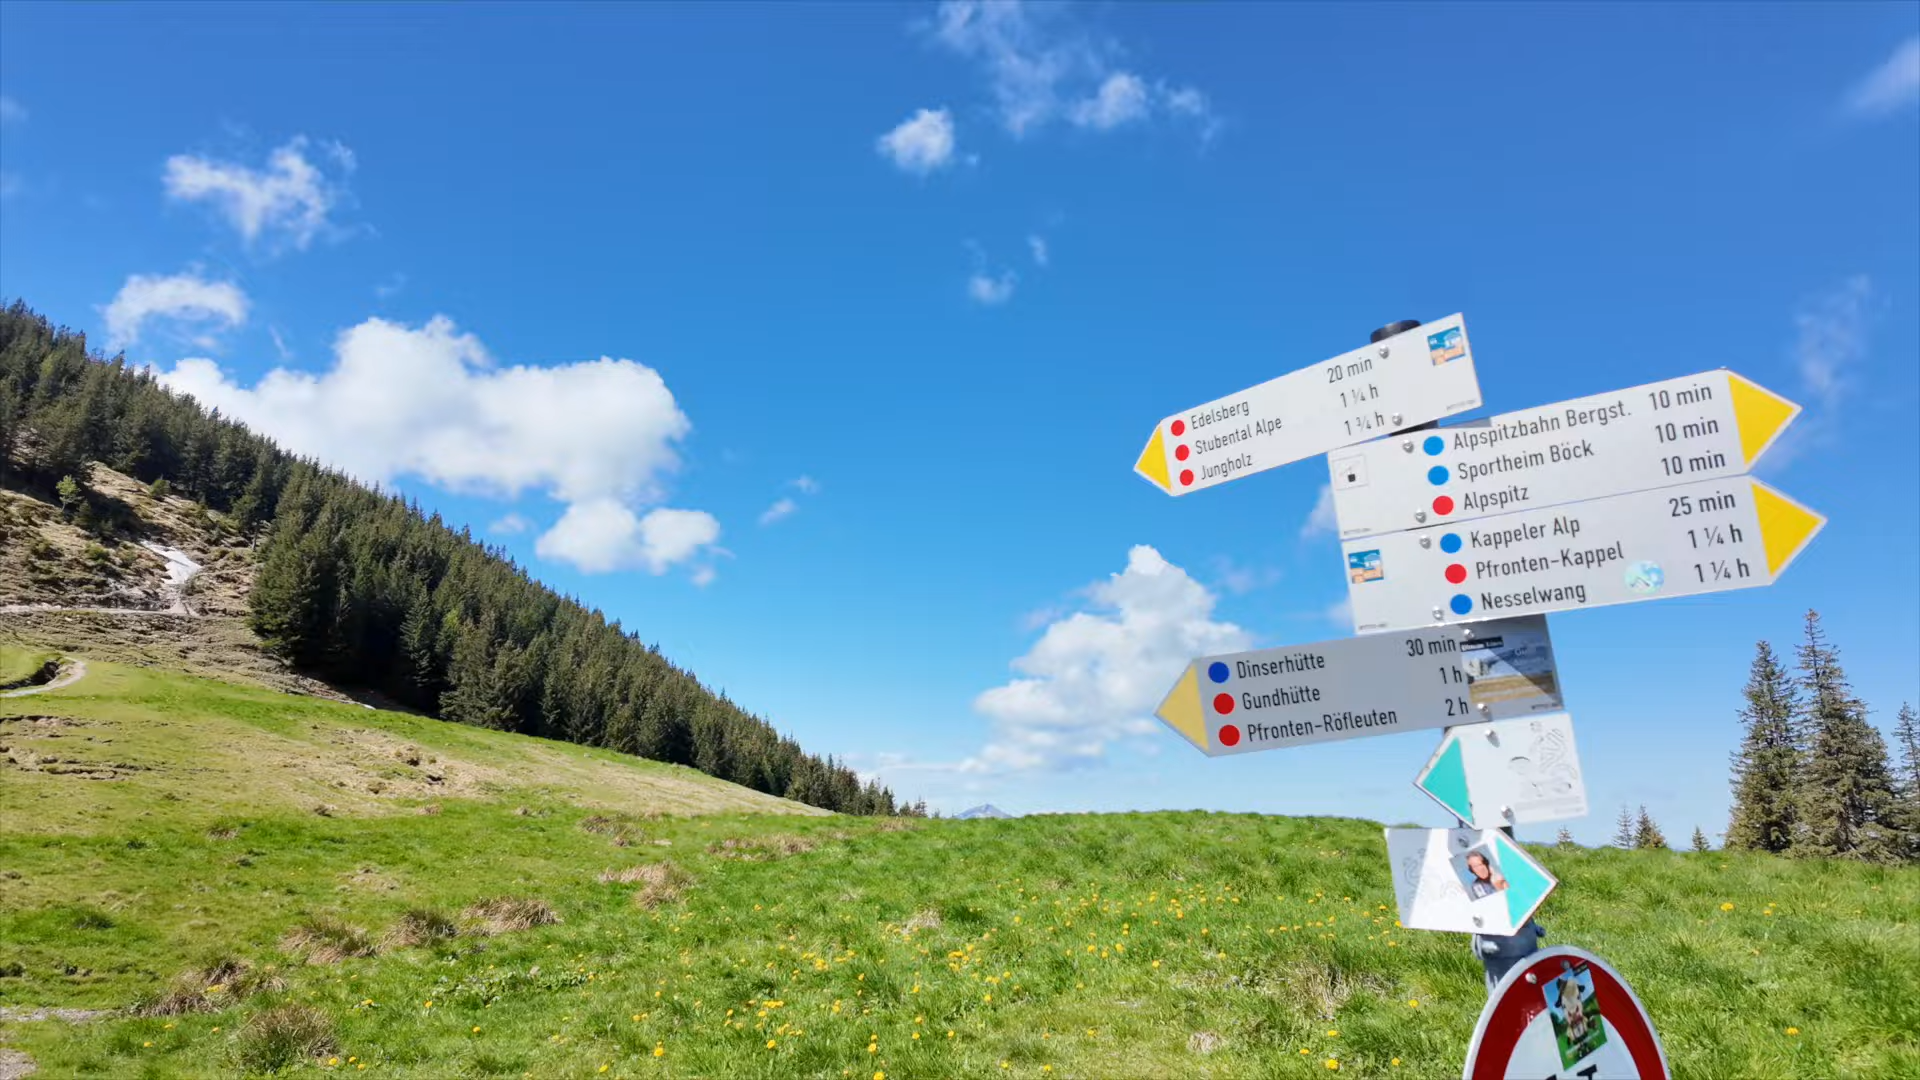 Edelsberg 20 min
Stubental Alpe 1 ¼ h
Jungholz 1 ¾ h
Alpspitzbahn Bergst. 10 min
Sportheim Böck 10 min
Alpspitz 10 min
Kappeler Alp 25 min
Pfronten-Kappel 1 ¼ h
Nesselwang 1 ¼ h
Dinserhütte 30 min
Gundhütte 1 h
Pfronten-Röfleuten 2 h